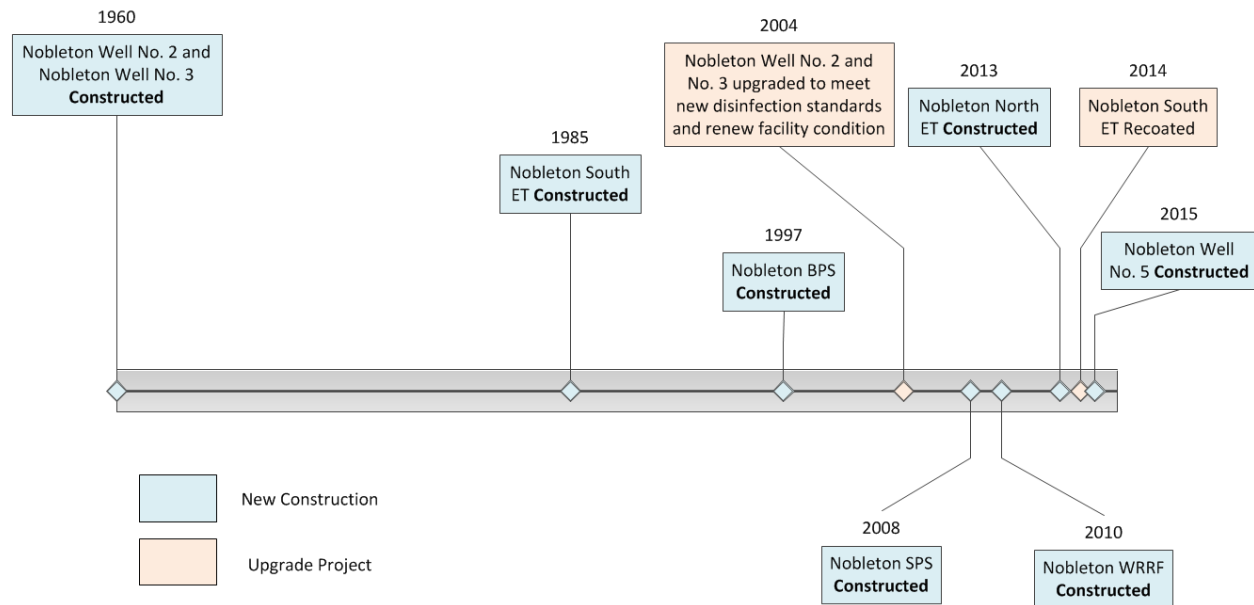 1960
Nobleton Well No. 2 and
Nobleton Well No. 3
Constructed
1985
Nobleton South
ET Constructed
1997
Nobleton BPS
Constructed
2004
Nobleton Well No. 2 and
No. 3 upgraded to meet
new disinfection standards
and renew facility condition
2013
Nobleton North
ET Constructed
2014
Nobleton South
ET Recoated
2015
Nobleton Well
No. 5 Constructed
2008
Nobleton SPS
Constructed
2010
Nobleton WRRF
Constructed
New Construction
Upgrade Project